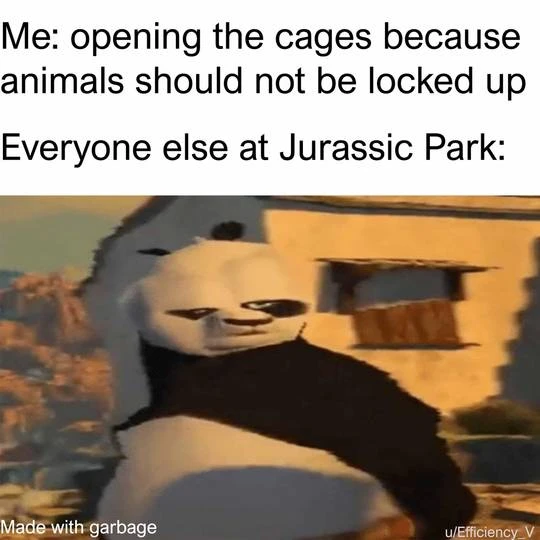 Me: opening the cages because
animals should not be locked up
Everyone else at Jurassic Park:
Made with garbage
u/Efficiency_V